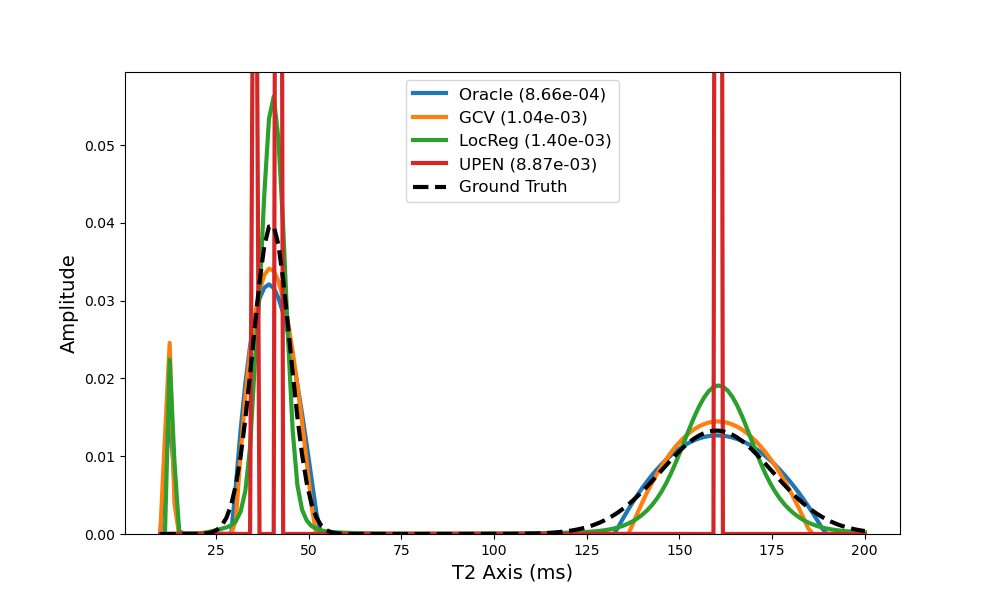 Oracle (8.66e-04)
GCV (1.04e-03)
LocReg (1.40e-03)
UPEN (8.87e-03)
Ground Truth
Amplitude
0.05
0.04
0.03
0.02
0.01
0.00
25 50 75 100 125 150 175 200
T2 Axis (ms)